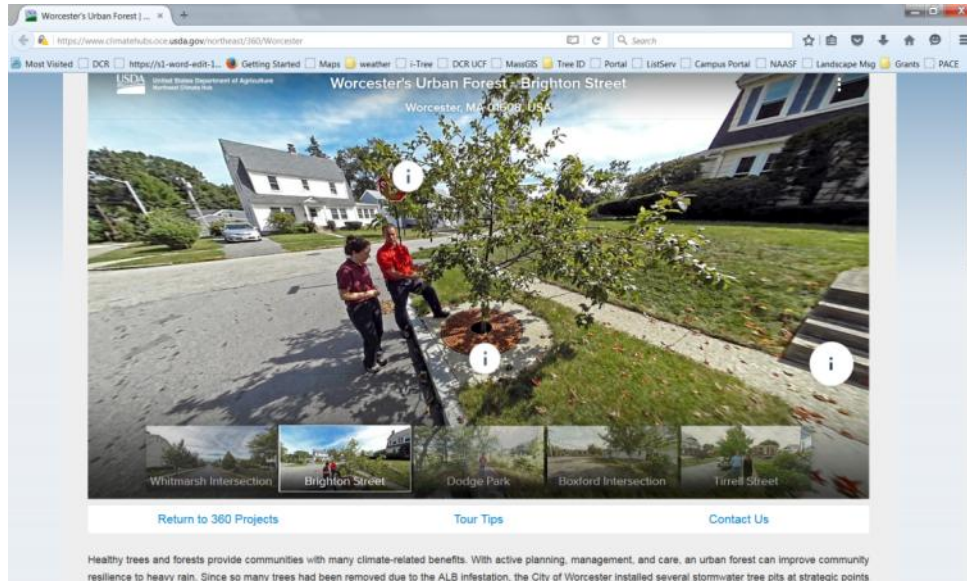 Worcester's Urban Forest | ...
https://www.climatehubs.oce.usda.gov/northeast/360/Worcester
Search
Most Visited DCR https://s1-word-edit-1... Getting Started Maps weather i-Tree DCR UCF MassGIS Tree ID Portal ListServ Campus Portal NAASF Landscape Msg Grants PACE
USDA United States Department of Agriculture
Northeast Climate Hub
Worcester's Urban Forest - Brighton Street
Worcester, MA 01606, USA
i
i
i
Whitmarsh Intersection Brighton Street Dodge Park Boxford Intersection Tirrell Street
Return to 360 Projects Tour Tips Contact Us
Healthy trees and forests provide communities with many climate-related benefits. With active planning, management, and care, an urban forest can improve community
resilience to heavy rain. Since so many trees had been removed due to the ALB infestation, the City of Worcester installed several stormwater tree pits at strategic points